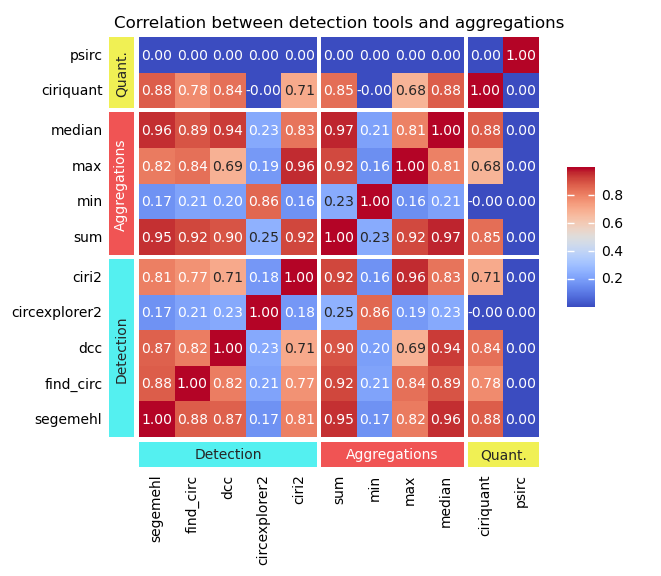 Correlation between detection tools and aggregations
psirc 0.00 0.00 0.00 0.00 0.00 0.00 0.00 0.00 0.00 0.00 1.00
ciriquant 0.88 0.78 0.84 -0.00 0.71 0.85 -0.00 0.68 0.88 1.00 0.00
Quant.
median 0.96 0.89 0.94 0.23 0.83 0.97 0.21 0.81 1.00 0.88 0.00
max 0.82 0.84 0.69 0.19 0.96 0.92 0.16 1.00 0.81 0.68 0.00
min 0.17 0.21 0.20 0.86 0.16 0.23 1.00 0.16 0.21 -0.00 0.00
sum 0.95 0.92 0.90 0.25 0.92 1.00 0.23 0.92 0.97 0.85 0.00
Aggregations
ciri2 0.81 0.77 0.71 0.18 1.00 0.92 0.16 0.96 0.83 0.71 0.00
circexplorer2 0.17 0.21 0.23 1.00 0.18 0.25 0.86 0.19 0.23 -0.00 0.00
dcc 0.87 0.82 1.00 0.23 0.71 0.90 0.20 0.69 0.94 0.84 0.00
find_circ 0.88 1.00 0.82 0.21 0.77 0.92 0.21 0.84 0.89 0.78 0.00
segemehl 1.00 0.88 0.87 0.17 0.81 0.95 0.17 0.82 0.96 0.88 0.00
Detection
Detection Aggregations Quant.
segemehl find_circ dcc circexplorer2 ciri2 sum min max median ciriquant psirc
0.8
0.6
0.4
0.2